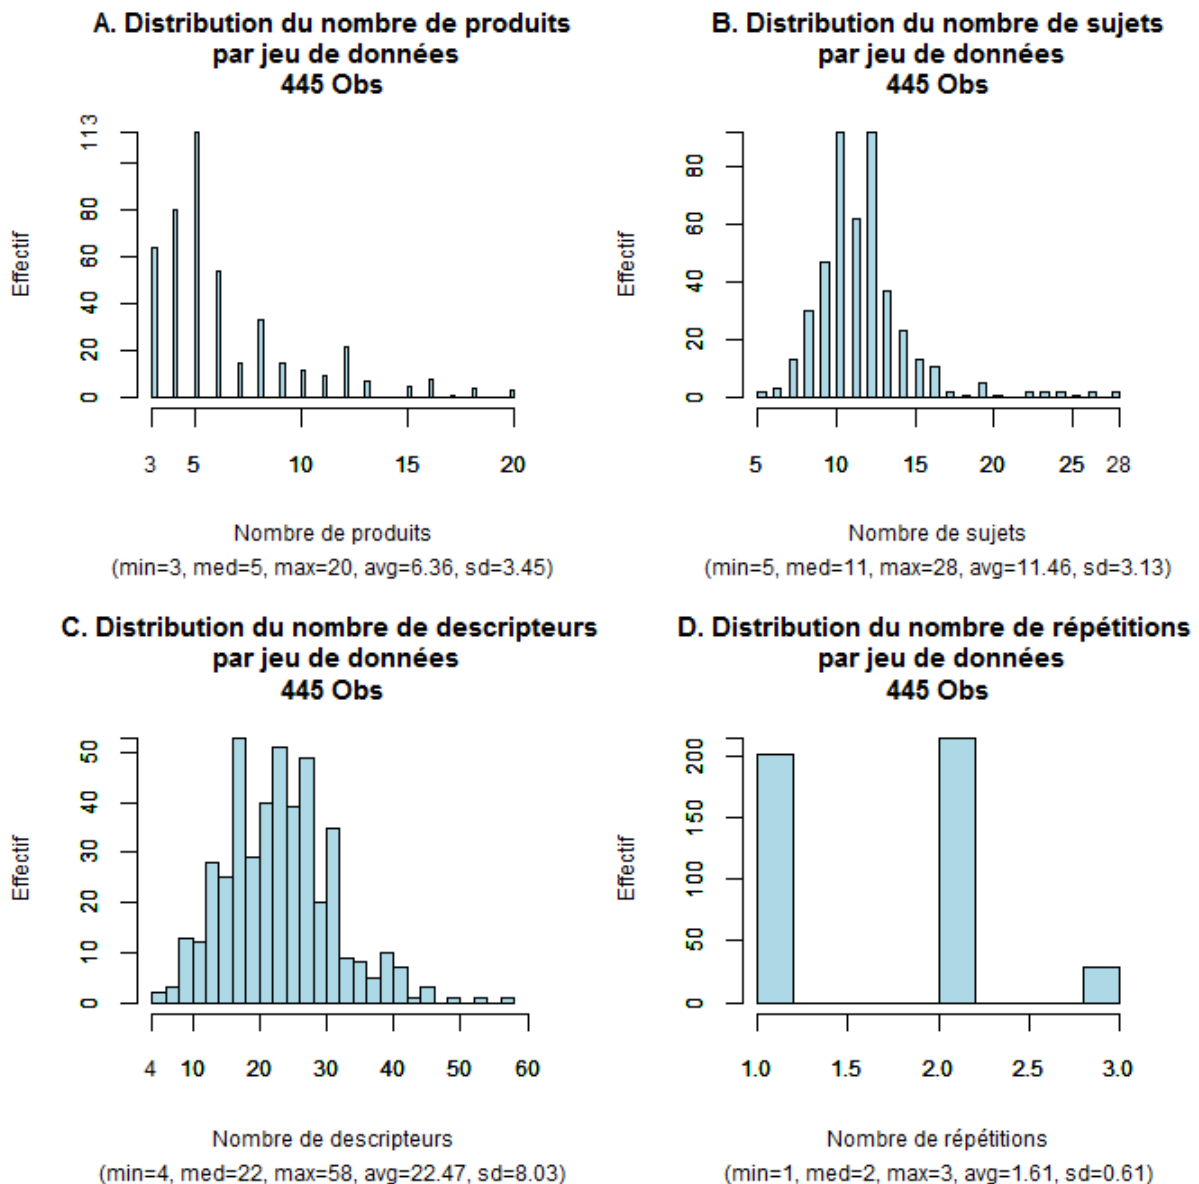 A. Distribution du nombre de produits
par jeu de données
445 Obs
Effectif
113
80
60
40
20
0
3 5 10 15 20
Nombre de produits
(min=3, med=5, max=20, avg=6.36, sd=3.45)
B. Distribution du nombre de sujets
par jeu de données
445 Obs
Effectif
80
60
40
20
0
5 10 15 20 25 28
Nombre de sujets
(min=5, med=11, max=28, avg=11.46, sd=3.13)
C. Distribution du nombre de descripteurs
par jeu de données
445 Obs
Effectif
50
40
30
20
10
0
4 10 20 30 40 50 60
Nombre de descripteurs
(min=4, med=22, max=58, avg=22.47, sd=8.03)
D. Distribution du nombre de répétitions
par jeu de données
445 Obs
Effectif
200
150
100
50
0
1.0 1.5 2.0 2.5 3.0
Nombre de répétitions
(min=1, med=2, max=3, avg=1.61, sd=0.61)